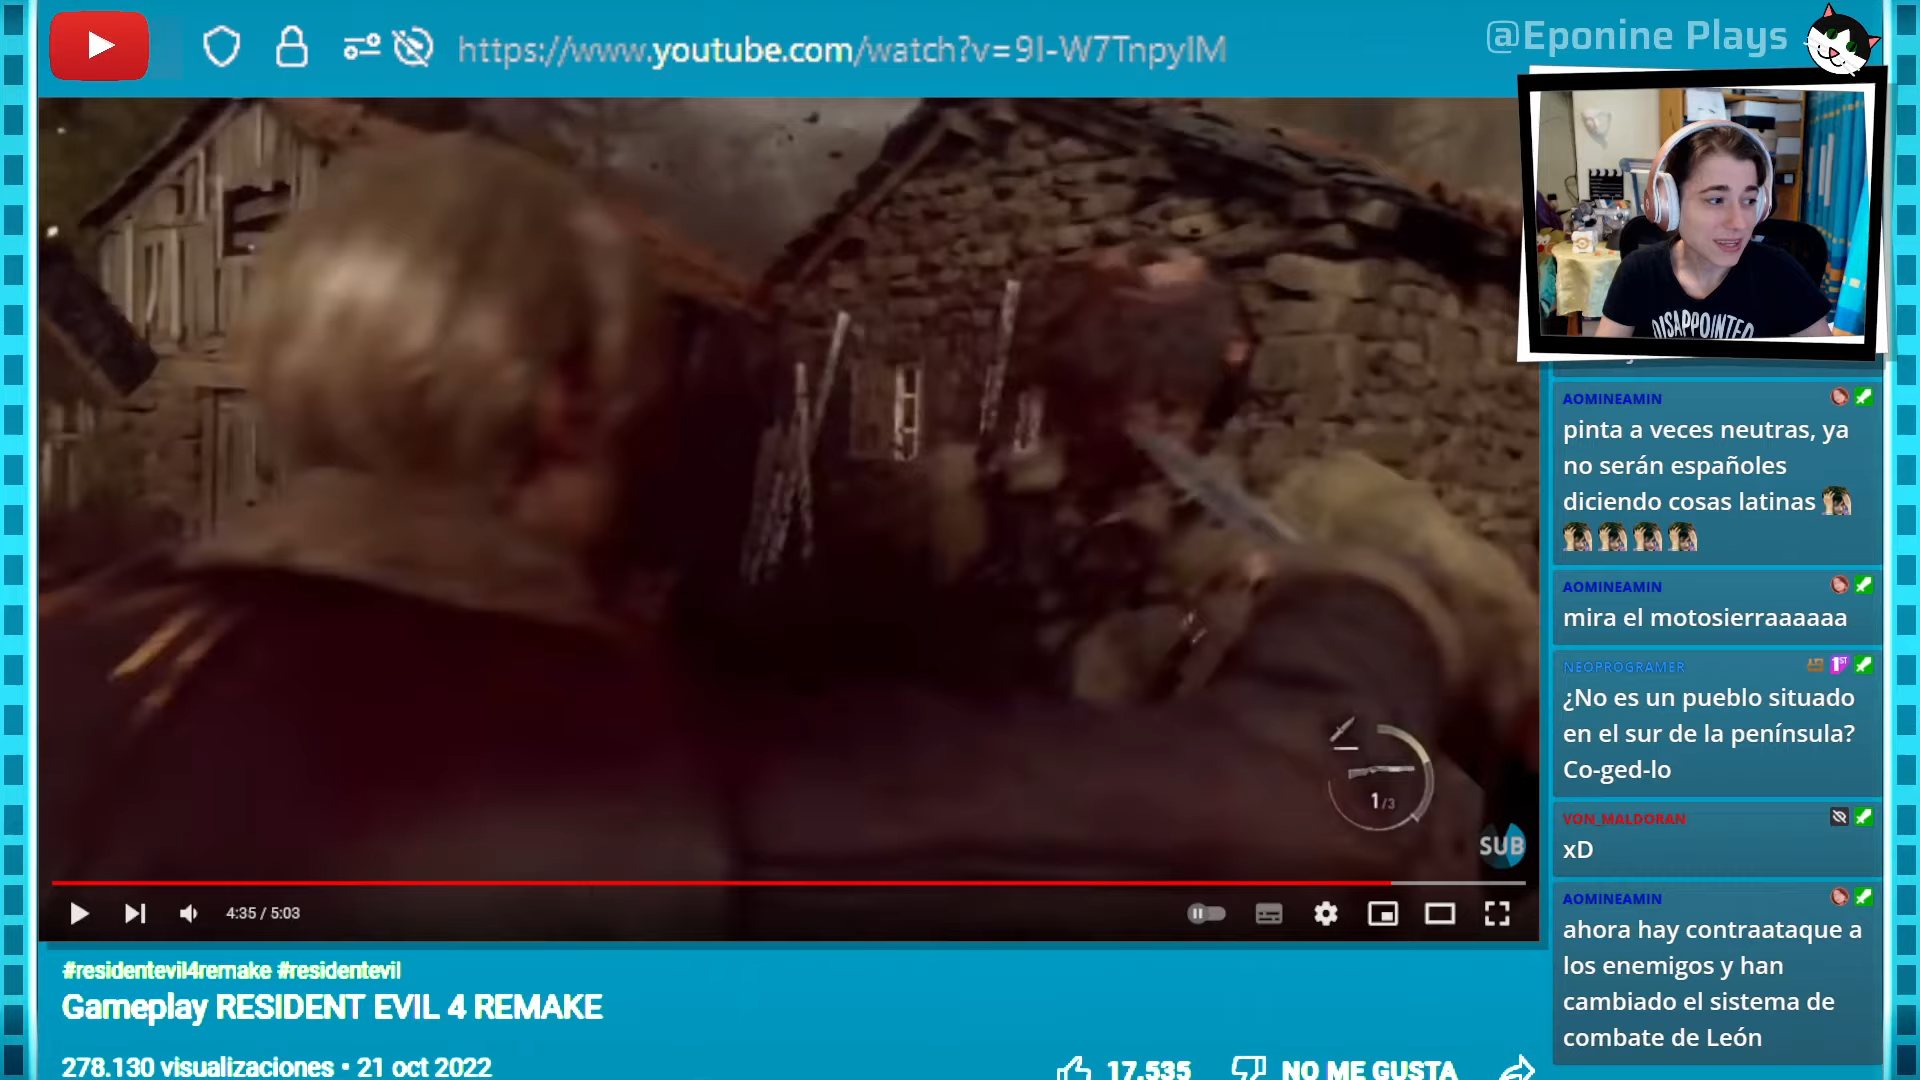 https://www.youtube.com/watch?v=9I-W7TnpyIM
@Eponine Plays
DISAPPOINTED
AOMINEAMIN
pinta a veces neutras, ya
no serán españoles
diciendo cosas latinas
AOMINEAMIN
mira el motosierraaaaaa
NEOPROGRAMER
1ST
¿No es un pueblo situado
en el sur de la península?
Co-ged-lo
VON_MALDORAN
xD
AOMINEAMIN
ahora hay contraataque a
los enemigos y han
cambiado el sistema de
combate de León
1/3
SUB
4:35 / 5:03
#residentevil4remake #residentevil
Gameplay RESIDENT EVIL 4 REMAKE
278.130 visualizaciones • 21 oct 2022
17.535
NO ME GUSTA